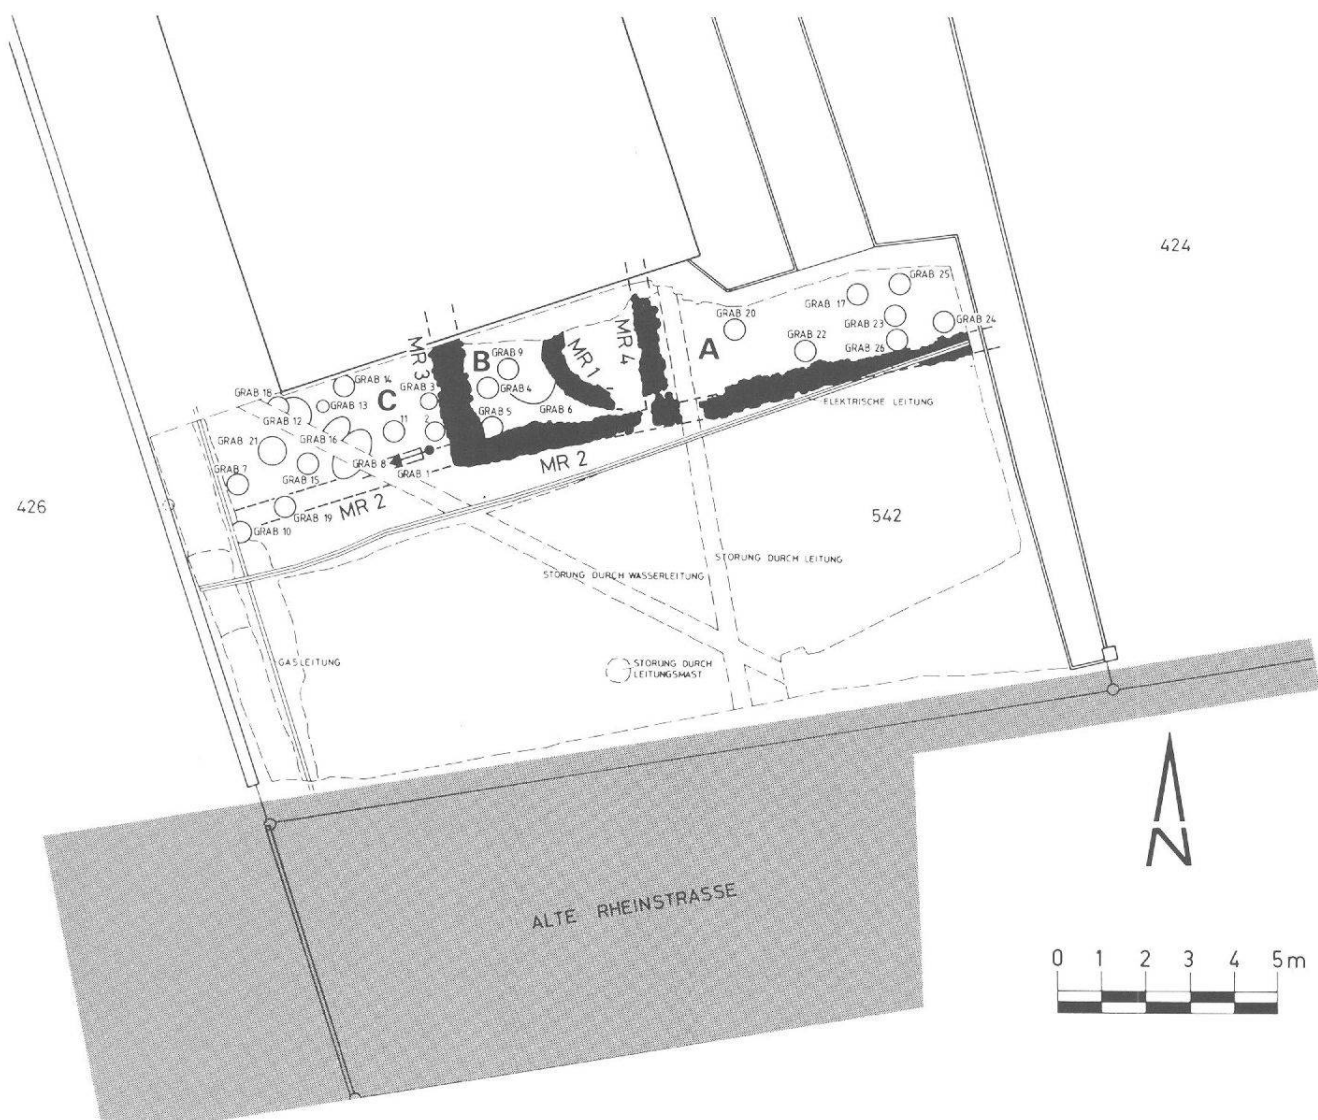 424
GRAB 25
GRAB 17
GRAB 24
GRAB 20
GRAB 23
GRAB 22
GRAB 26
A
MR 4
MR 1
MR 3
B
GRAB 9
GRAB 4
GRAB 5
GRAB 6
GRAB 3
C
GRAB 14
GRAB 18
GRAB 13
GRAB 12
11
2
GRAB 16
GRAB 21
GRAB 8
GRAB 1
GRAB 15
GRAB 7
GRAB 19
GRAB 10
MR 2
MR 2
ELEKTRISCHE LEITUNG
426
542
STÖRUNG DURCH LEITUNG
STÖRUNG DURCH WASSERLEITUNG
GASLEITUNG
STÖRUNG DURCH
LEITUNGSMAST
ALTE RHEINSTRASSE
N
0 1 2 3 4 5 m